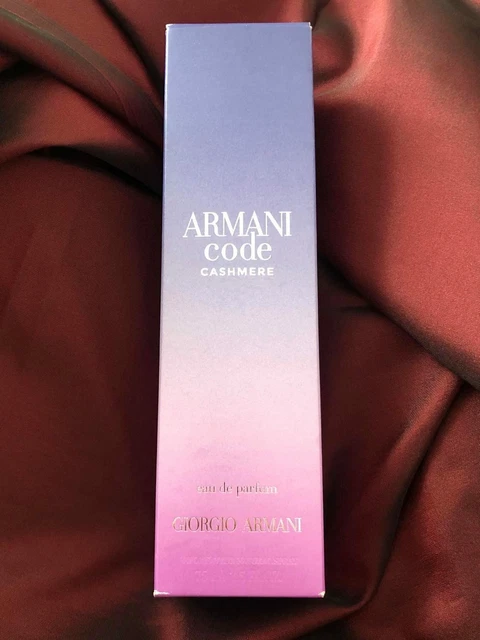 ARMANI
code
CASHMERE
eau de parfum
GIORGIO ARMANI